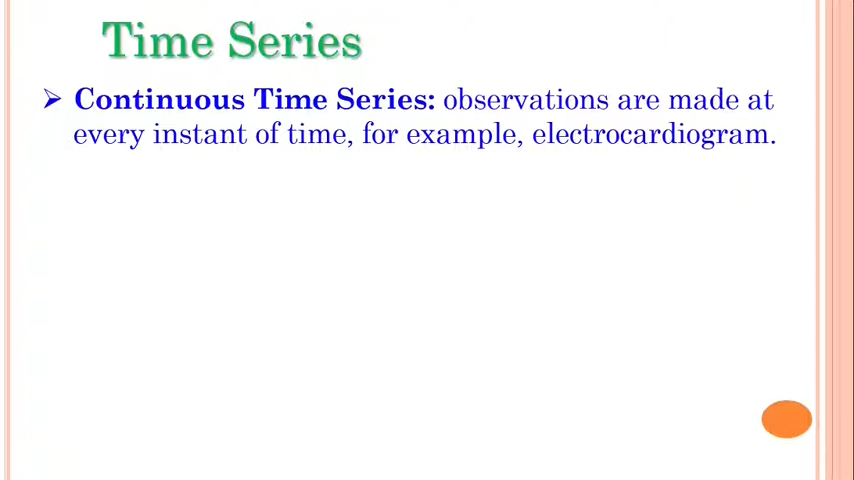 Time Series
➢ Continuous Time Series: observations are made at
every instant of time, for example, electrocardiogram.